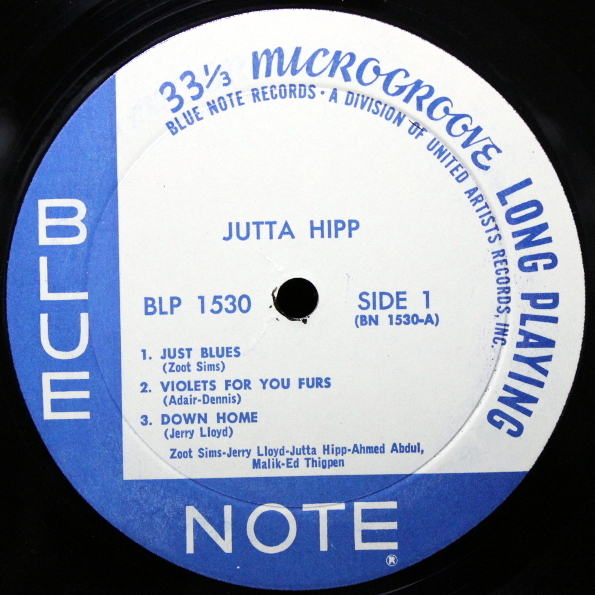 33⅓ MICROGROOVE LONG PLAYING
BLUE NOTE RECORDS · A DIVISION OF UNITED ARTISTS RECORDS, INC.
BLUE
JUTTA HIPP
BLP 1530
SIDE 1
(BN 1530-A)
1. JUST BLUES
(Zoot Sims)
2. VIOLETS FOR YOU FURS
(Adair-Dennis)
3. DOWN HOME
(Jerry Lloyd)
Zoot Sims-Jerry Lloyd-Jutta Hipp-Ahmed Abdul,
Malik-Ed Thigpen
NOTE®